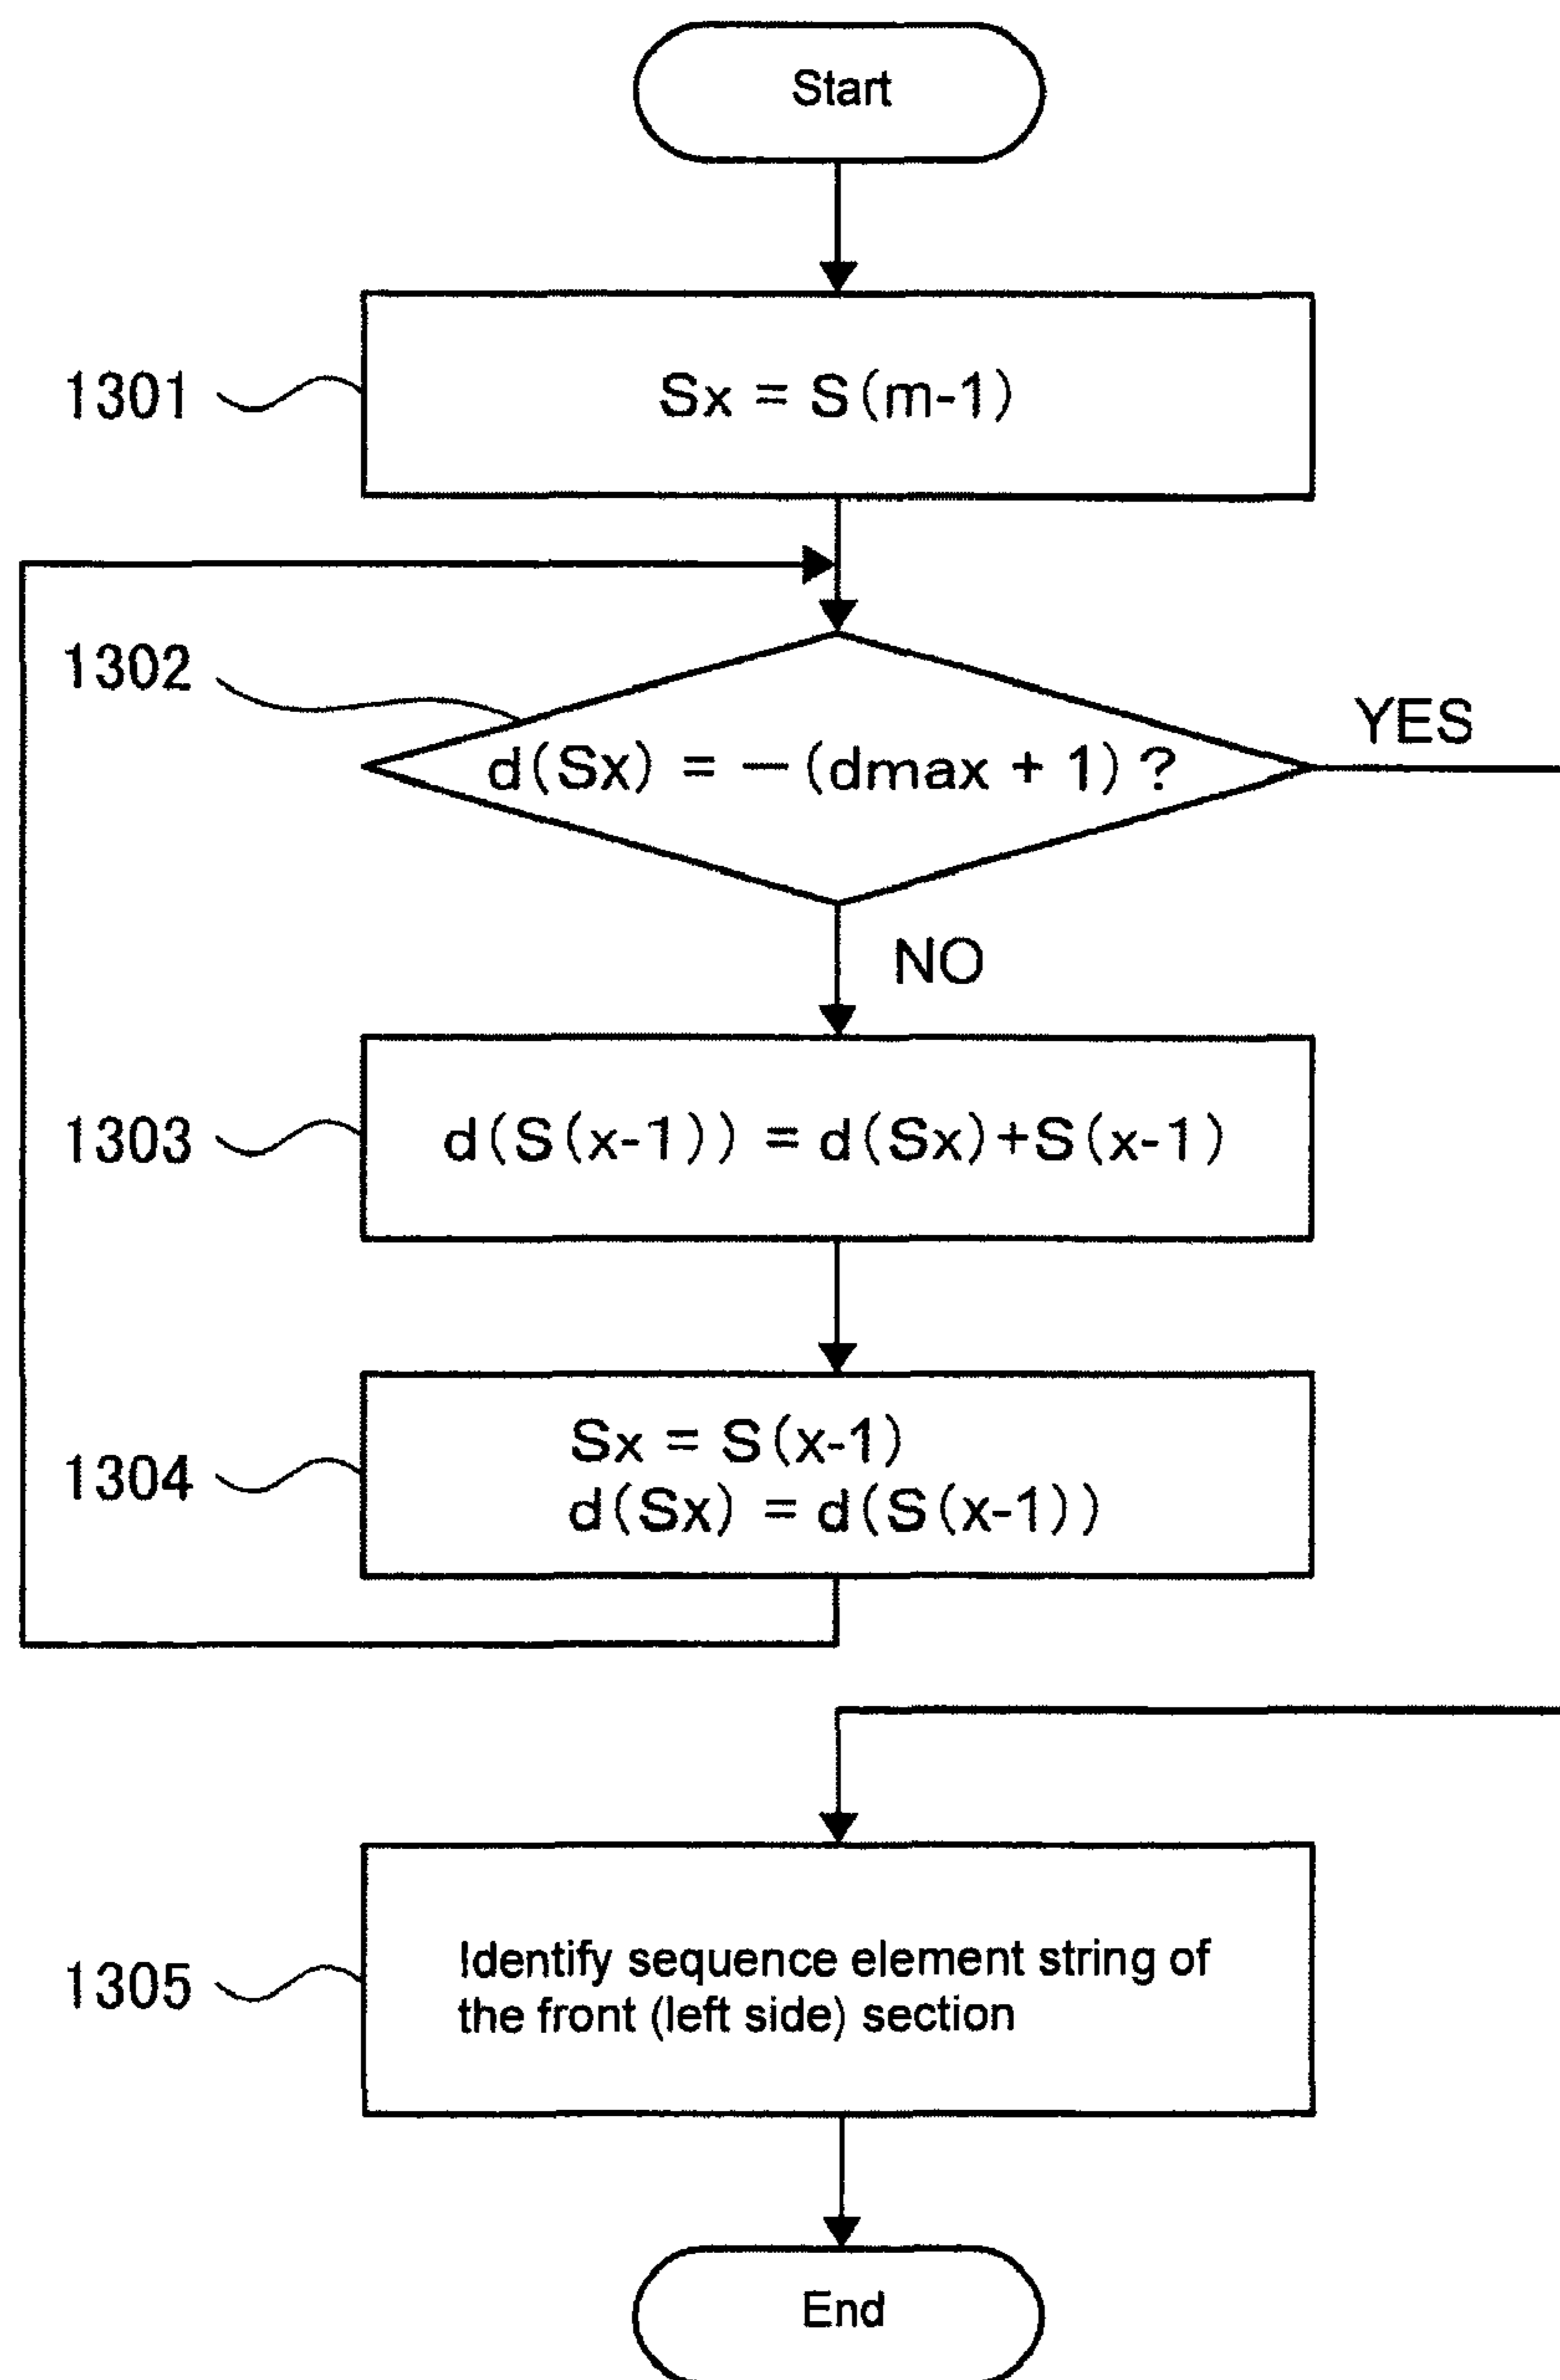 Start
1301
Sx = S(m-1)
1302
d(Sx) = －(dmax + 1)?
YES
NO
1303
d(S(x-1)) = d(Sx)+S(x-1)
1304
Sx = S(x-1)
d(Sx) = d(S(x-1))
1305
Identify sequence element string of
the front (left side) section
End